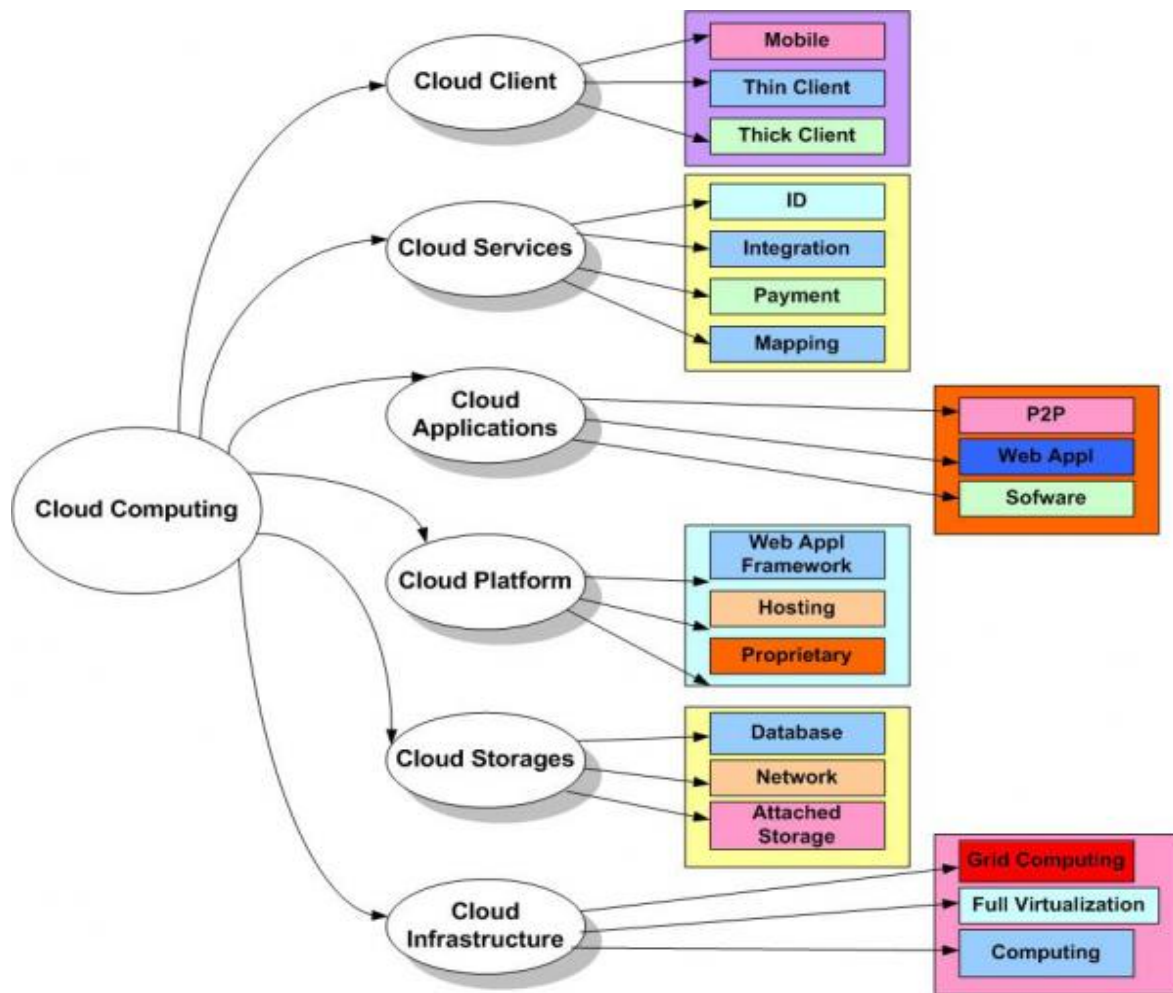 Cloud Computing
Cloud Client
Mobile
Thin Client
Thick Client
Cloud Services
ID
Integration
Payment
Mapping
Cloud
Applications
P2P
Web Appl
Sofware
Cloud Platform
Web Appl
Framework
Hosting
Proprietary
Cloud Storages
Database
Network
Attached
Storage
Cloud
Infrastructure
Grid Computing
Full Virtualization
Computing